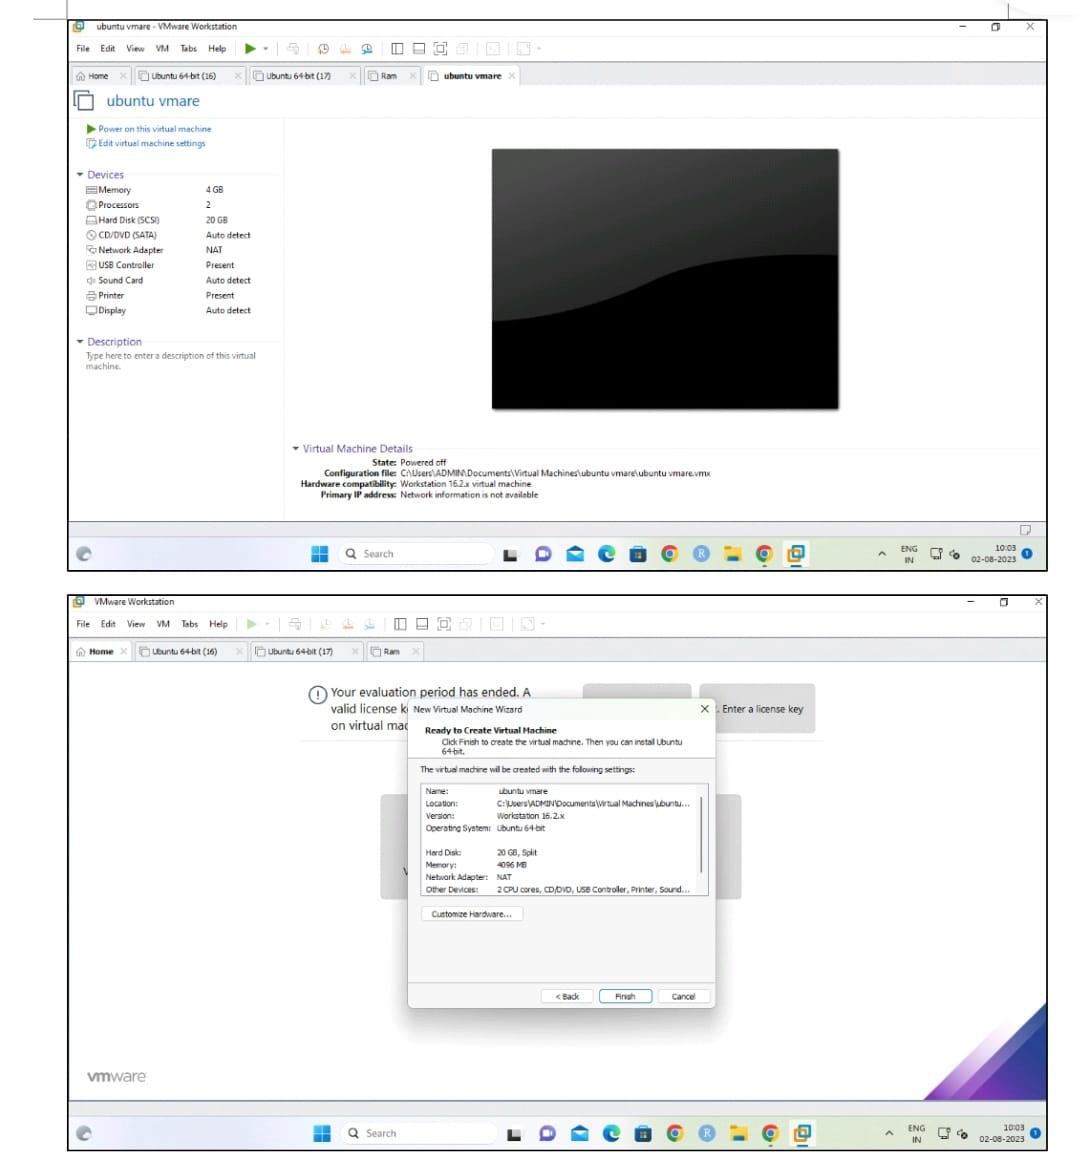 ubuntu vmare - VMware Workstation
File Edit View VM Tabs Help
Home Ubuntu 64-bit (16) Ubuntu 64-bit (17) Ram ubuntu vmare
ubuntu vmare
Power on this virtual machine
Edit virtual machine settings
Devices
Memory 4 GB
Processors 2
Hard Disk (SCSI) 20 GB
CD/DVD (SATA) Auto detect
Network Adapter NAT
USB Controller Present
Sound Card Auto detect
Printer Present
Display Auto detect
Description
Type here to enter a description of this virtual
machine.
Virtual Machine Details
State: Powered off
Configuration file: C:\Users\ADMIN\Documents\Virtual Machines\ubuntu vmare\ubuntu vmare.vmx
Hardware compatibility: Workstation 16.2.x virtual machine
Primary IP address: Network information is not available
Search R ENG 10:03
IN 02-08-2023 1
VMware Workstation
File Edit View VM Tabs Help
Home Ubuntu 64-bit (16) Ubuntu 64-bit (17) Ram
Your evaluation period has ended. A
valid license k
on virtual mac
Enter a license key
New Virtual Machine Wizard
Ready to Create Virtual Machine
Click Finish to create the virtual machine. Then you can install Ubuntu
64-bit.
The virtual machine will be created with the following settings:
Name: ubuntu vmare
Location: C:\Users\ADMIN\Documents\Virtual Machines\ubuntu...
Version: Workstation 16.2.x
Operating System: Ubuntu 64-bit
Hard Disk: 20 GB, Split
Memory: 4096 MB
Network Adapter: NAT
Other Devices: 2 CPU cores, CD/DVD, USB Controller, Printer, Sound...
Customize Hardware...
< Back Finish Cancel
vmware
Search R ENG 10:03
IN 02-08-2023 1